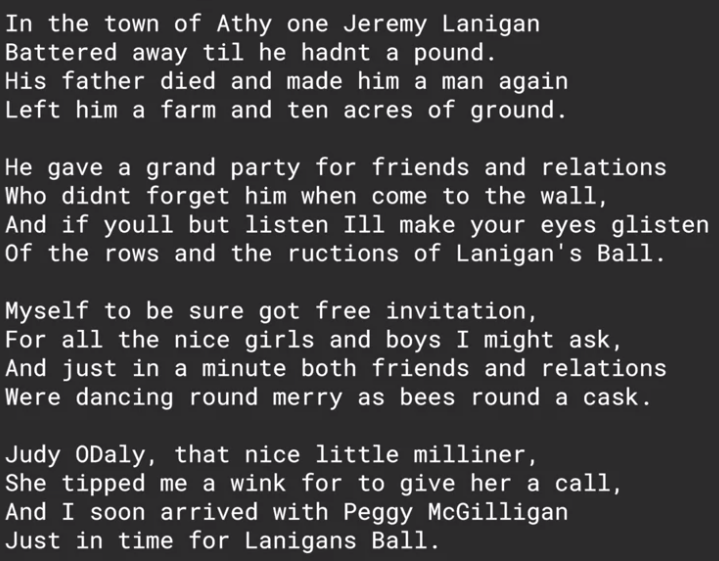 In the town of Athy one Jeremy Lanigan
Battered away til he hadnt a pound.
His father died and made him a man again
Left him a farm and ten acres of ground.

He gave a grand party for friends and relations
Who didnt forget him when come to the wall,
And if youll but listen Ill make your eyes glisten
Of the rows and the ructions of Lanigan's Ball.

Myself to be sure got free invitation,
For all the nice girls and boys I might ask,
And just in a minute both friends and relations
Were dancing round merry as bees round a cask.

Judy ODaly, that nice little milliner,
She tipped me a wink for to give her a call,
And I soon arrived with Peggy McGilligan
Just in time for Lanigans Ball.